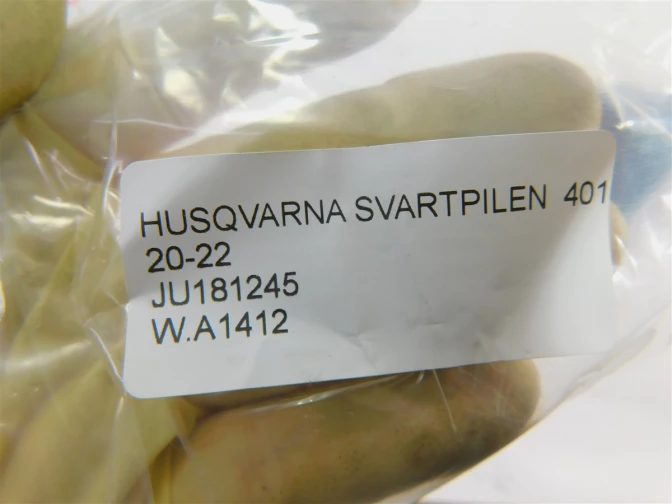 HUSQVARNA SVARTPILEN 401
20-22
JU181245
W.A1412